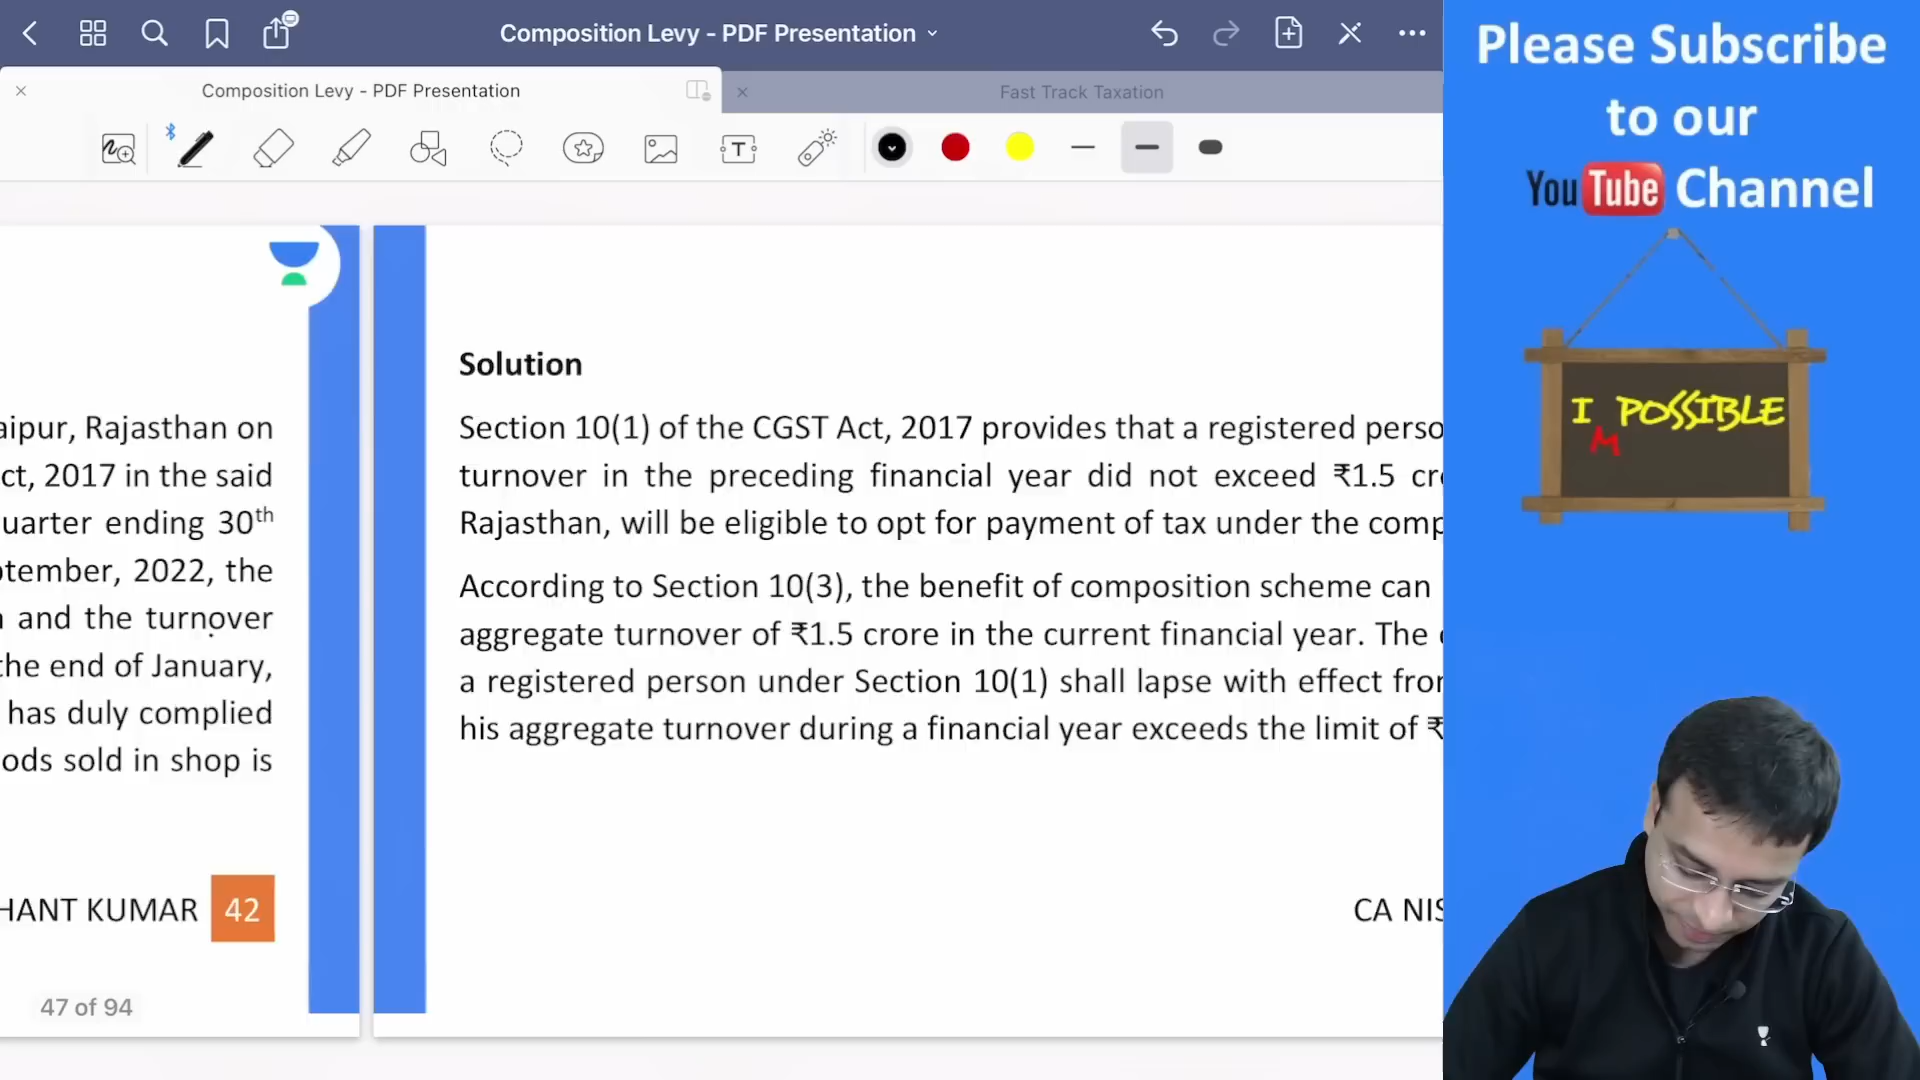 Composition Levy - PDF Presentation
Composition Levy - PDF Presentation
Fast Track Taxation
Please Subscribe
to our
YouTube Channel
I POSSIBLE
M
aipur, Rajasthan on
ct, 2017 in the said
uarter ending 30th
tember, 2022, the
and the turnover
the end of January,
has duly complied
ods sold in shop is
HANT KUMAR 42
47 of 94
Solution
Section 10(1) of the CGST Act, 2017 provides that a registered perso
turnover in the preceding financial year did not exceed ₹1.5 cr
Rajasthan, will be eligible to opt for payment of tax under the comp
According to Section 10(3), the benefit of composition scheme can
aggregate turnover of ₹1.5 crore in the current financial year. The
a registered person under Section 10(1) shall lapse with effect from
his aggregate turnover during a financial year exceeds the limit of ₹
CA NIS